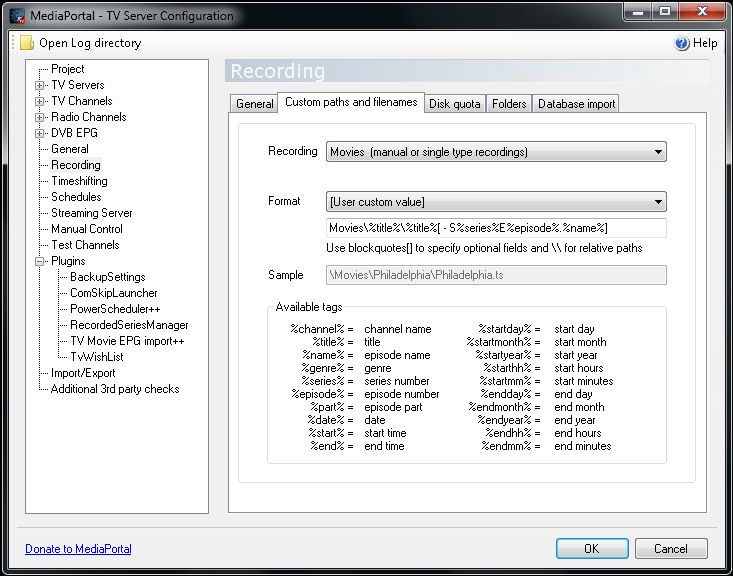 MediaPortal - TV Server Configuration
Open Log directory
Help
Project
TV Servers
TV Channels
Radio Channels
DVB EPG
General
Recording
Timeshifting
Schedules
Streaming Server
Manual Control
Test Channels
Plugins
BackupSettings
ComSkipLauncher
PowerScheduler++
RecordedSeriesManager
TV Movie EPG import++
TvWishList
Import/Export
Additional 3rd party checks
Recording
General Custom paths and filenames Disk quota Folders Database import
Recording Movies (manual or single type recordings)
Format [User custom value]
Movies\%title%\%title%[ - S%series%E%episode%.%name%]
Use blockquotes[] to specify optional fields and \\ for relative paths
Sample \Movies\Philadelphia\Philadelphia.ts
Available tags
%channel% = channel name %startday% = start day
%title% = title %startmonth% = start month
%name% = episode name %startyear% = start year
%genre% = genre %starthh% = start hours
%series% = series number %startmm% = start minutes
%episode% = episode number %endday% = end day
%part% = episode part %endmonth% = end month
%date% = date %endyear% = end year
%start% = start time %endhh% = end hours
%end% = end time %endmm% = end minutes
Donate to MediaPortal
OK Cancel